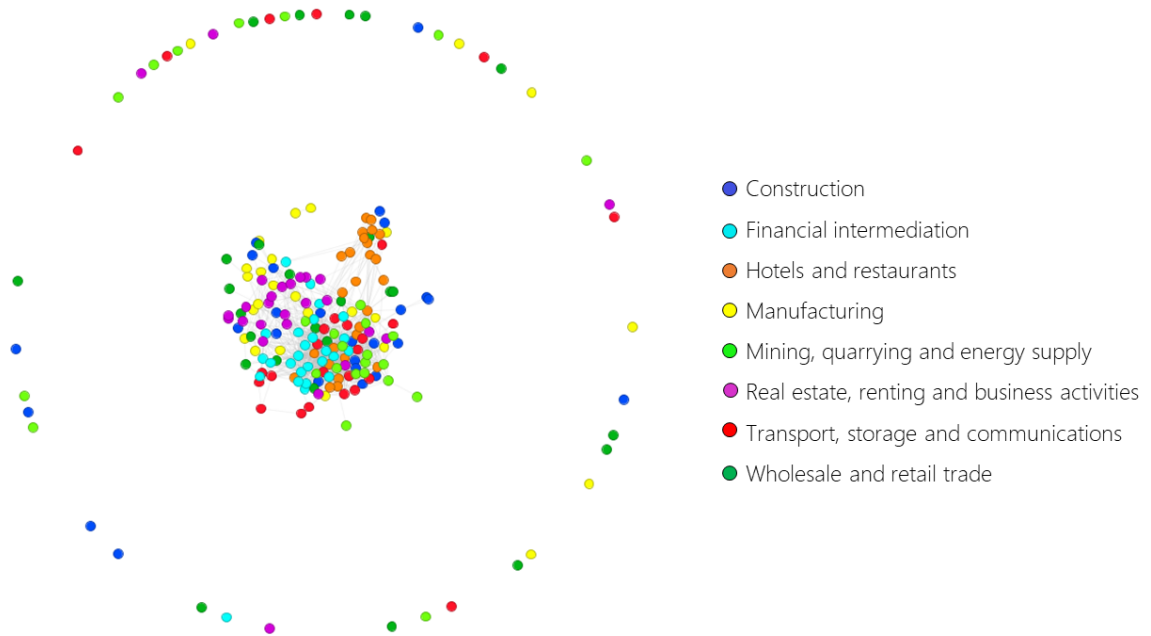 Construction
Financial intermediation
Hotels and restaurants
Manufacturing
Mining, quarrying and energy supply
Real estate, renting and business activities
Transport, storage and communications
Wholesale and retail trade